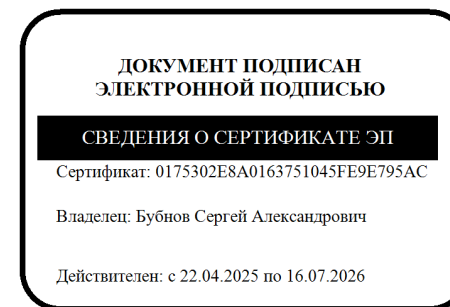 ДОКУМЕНТ ПОДПИСАН
ЭЛЕКТРОННОЙ ПОДПИСЬЮ
СВЕДЕНИЯ О СЕРТИФИКАТЕ ЭП
Сертификат: 0175302E8A0163751045FE9E795AC
Владелец: Бубнов Сергей Александрович
Действителен: с 22.04.2025 по 16.07.2026